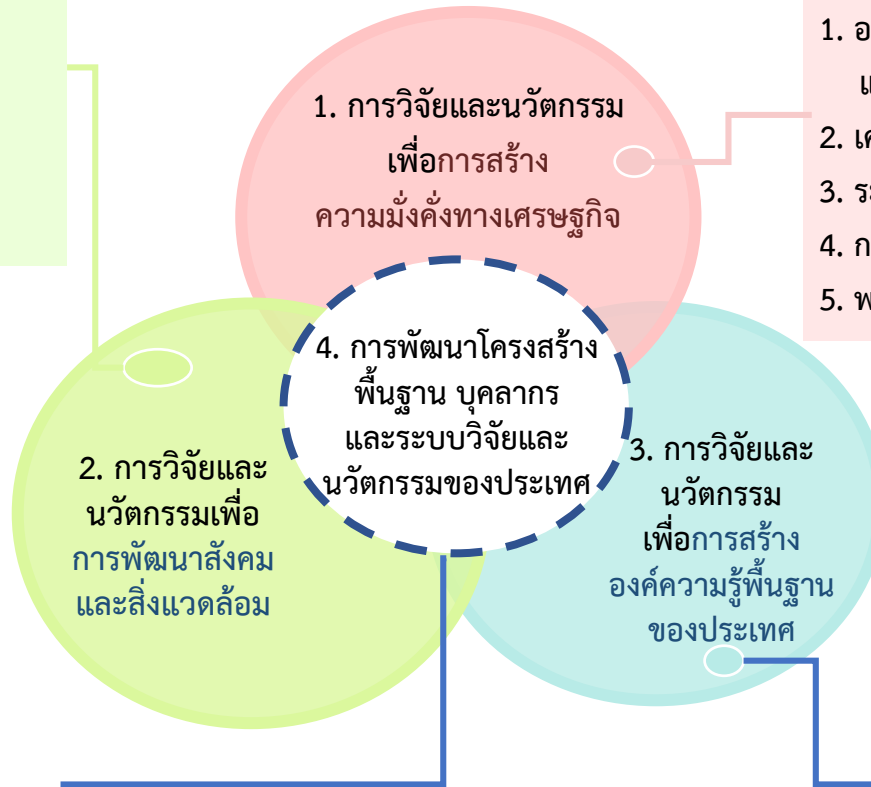 1. การวิจัยและนวัตกรรม
เพื่อการสร้าง
ความมั่งคั่งทางเศรษฐกิจ
4. การพัฒนาโครงสร้าง
พื้นฐาน บุคลากร
และระบบวิจัยและ
นวัตกรรมของประเทศ
2. การวิจัยและ
นวัตกรรมเพื่อ
การพัฒนาสังคม
และสิ่งแวดล้อม
3. การวิจัยและ
นวัตกรรม
เพื่อการสร้าง
องค์ความรู้พื้นฐาน
ของประเทศ
1.
2.
3.
4.
5.